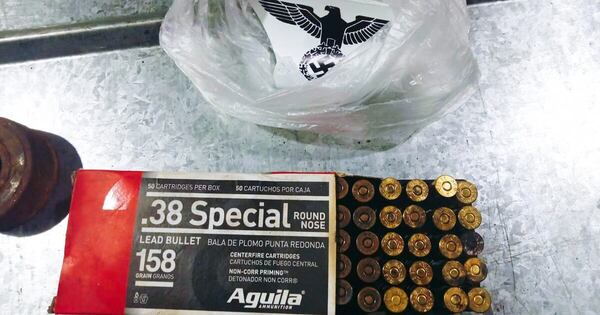 50 CARTRIDGES PER BOX 50 CARTUCHOS POR CAJA
.38 Special ROUND NOSE
LEAD BULLET BALA DE PLOMO PUNTA REDONDA
158 GRAIN GRANOS
CENTERFIRE CARTRIDGES
CARTUCHOS DE FUEGO CENTRAL
NON-CORR PRIMING™
DETONADOR NON CORR®
Aguila
AMMUNITION